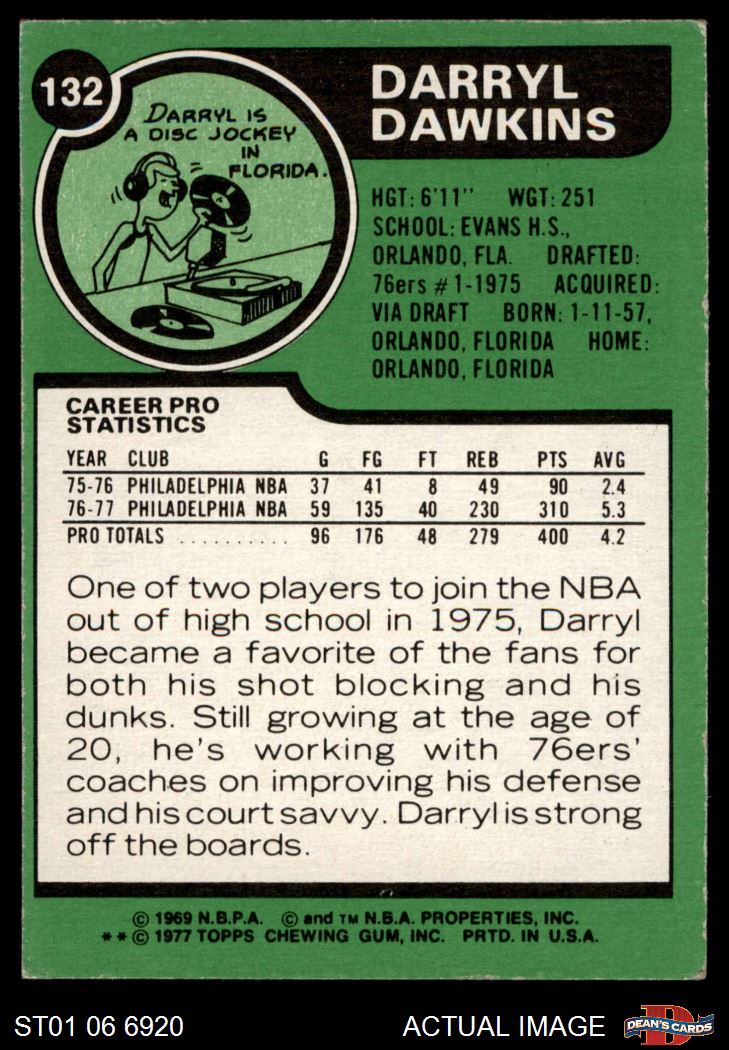 132
DARRYL IS
A DISC JOCKEY
IN
FLORIDA.
DARRYL
DAWKINS
HGT: 6'11" WGT: 251
SCHOOL: EVANS H.S.,
ORLANDO, FLA. DRAFTED:
76ers #1-1975 ACQUIRED:
VIA DRAFT BORN: 1-11-57,
ORLANDO, FLORIDA HOME:
ORLANDO, FLORIDA
CAREER PRO
STATISTICS
YEAR CLUB G FG FT REB PTS AVG
75-76 PHILADELPHIA NBA 37 41 8 49 90 2.4
76-77 PHILADELPHIA NBA 59 135 40 230 310 5.3
PRO TOTALS .......... 96 176 48 279 400 4.2
One of two players to join the NBA
out of high school in 1975, Darryl
became a favorite of the fans for
both his shot blocking and his
dunks. Still growing at the age of
20, he's working with 76ers'
coaches on improving his defense
and his court savvy. Darryl is strong
off the boards.
© 1969 N.B.P.A. © and TM N.B.A. PROPERTIES, INC.
**© 1977 TOPPS CHEWING GUM, INC. PRTD. IN U.S.A.
ST01 06 6920 ACTUAL IMAGE D DEAN'S CARDS